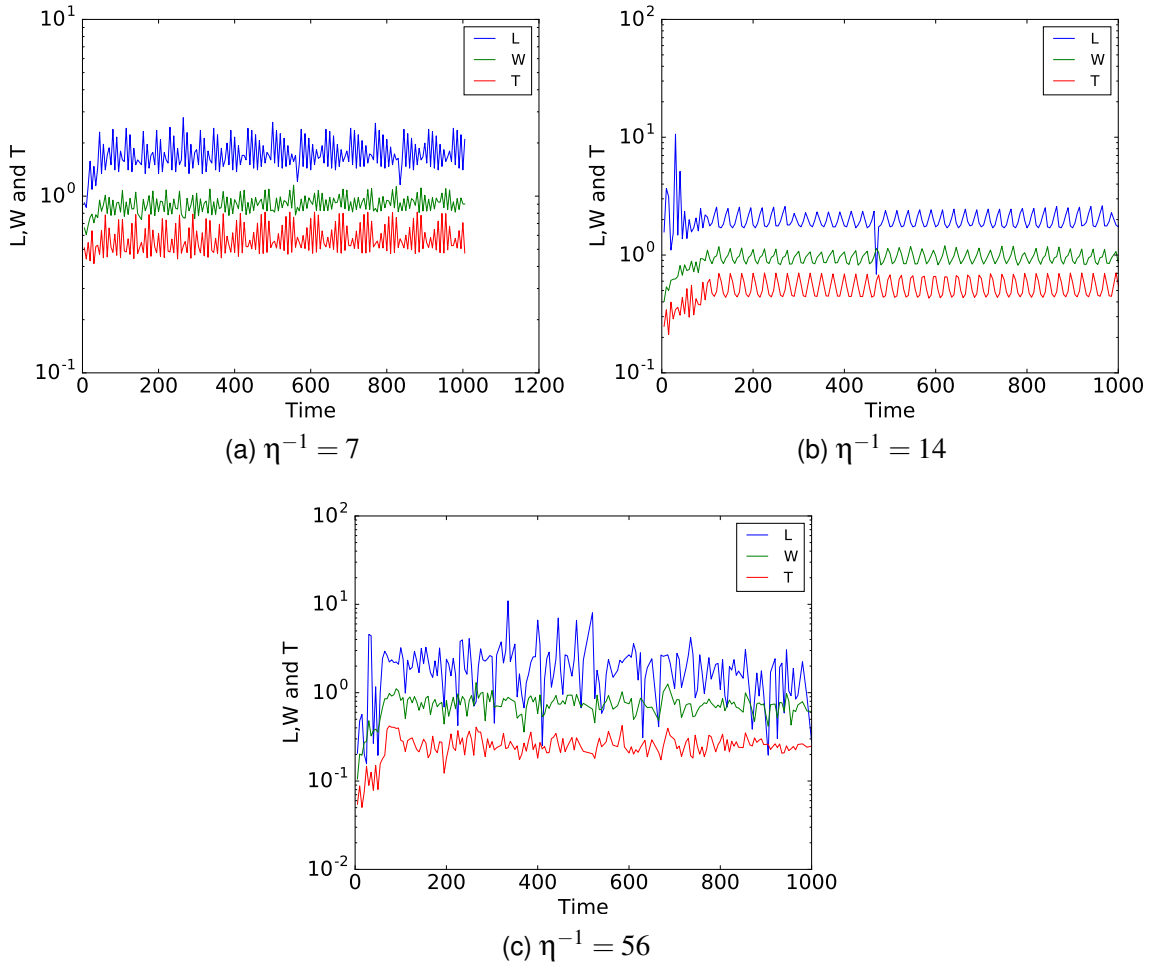 10^1
10^0
10^-1
L,W and T
L
W
T
0 200 400 600 800 1000 1200
Time
(a) η^-1 = 7
10^2
10^1
10^0
10^-1
L,W and T
L
W
T
0 200 400 600 800 1000
Time
(b) η^-1 = 14
10^2
10^1
10^0
10^-1
10^-2
L,W and T
L
W
T
0 200 400 600 800 1000
Time
(c) η^-1 = 56